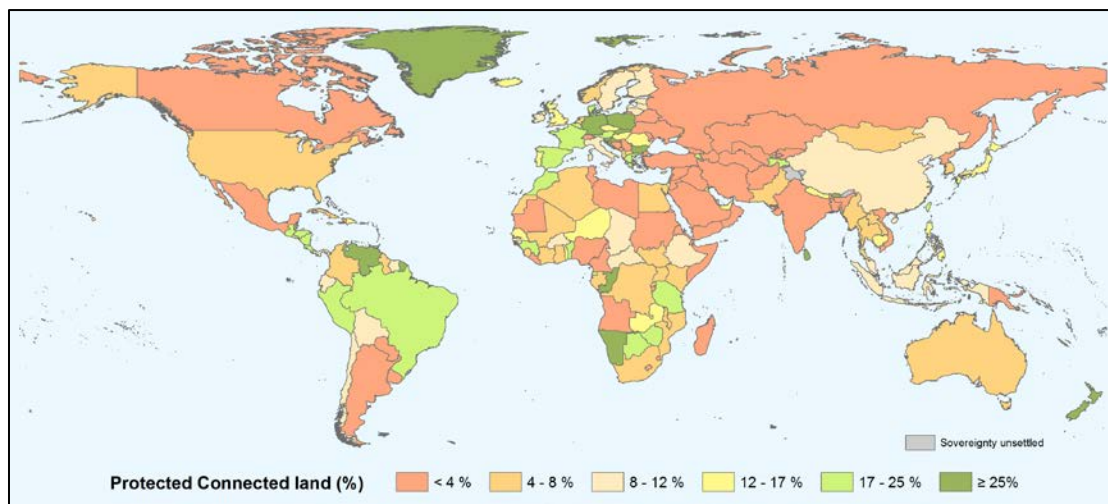 Sovereignty unsettled
Protected Connected land (%) < 4 % 4 - 8 % 8 - 12 % 12 - 17 % 17 - 25 % ≥ 25%